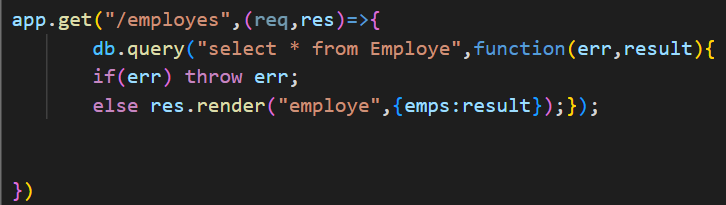 app.get("/employes",(req,res)=>{
db.query("select * from Employe",function(err,result){
if(err) throw err;
else res.render("employe",{emps:result});});
})